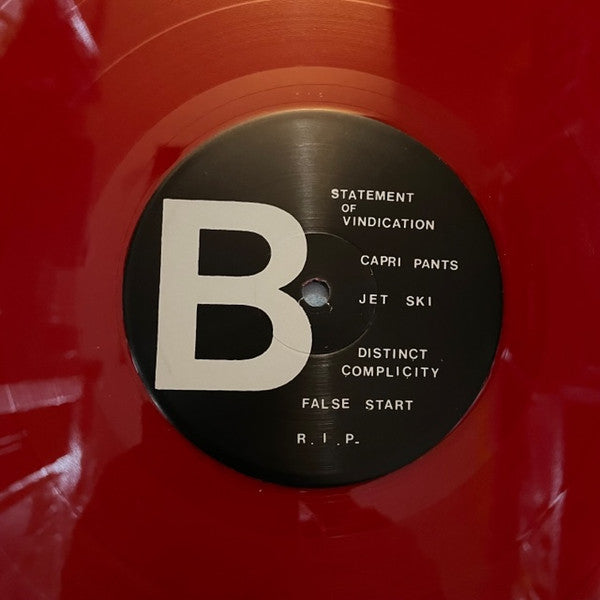 B
STATEMENT
OF
VINDICATION
CAPRI PANTS
JET SKI
DISTINCT
COMPLICITY
FALSE START
R.I.P.